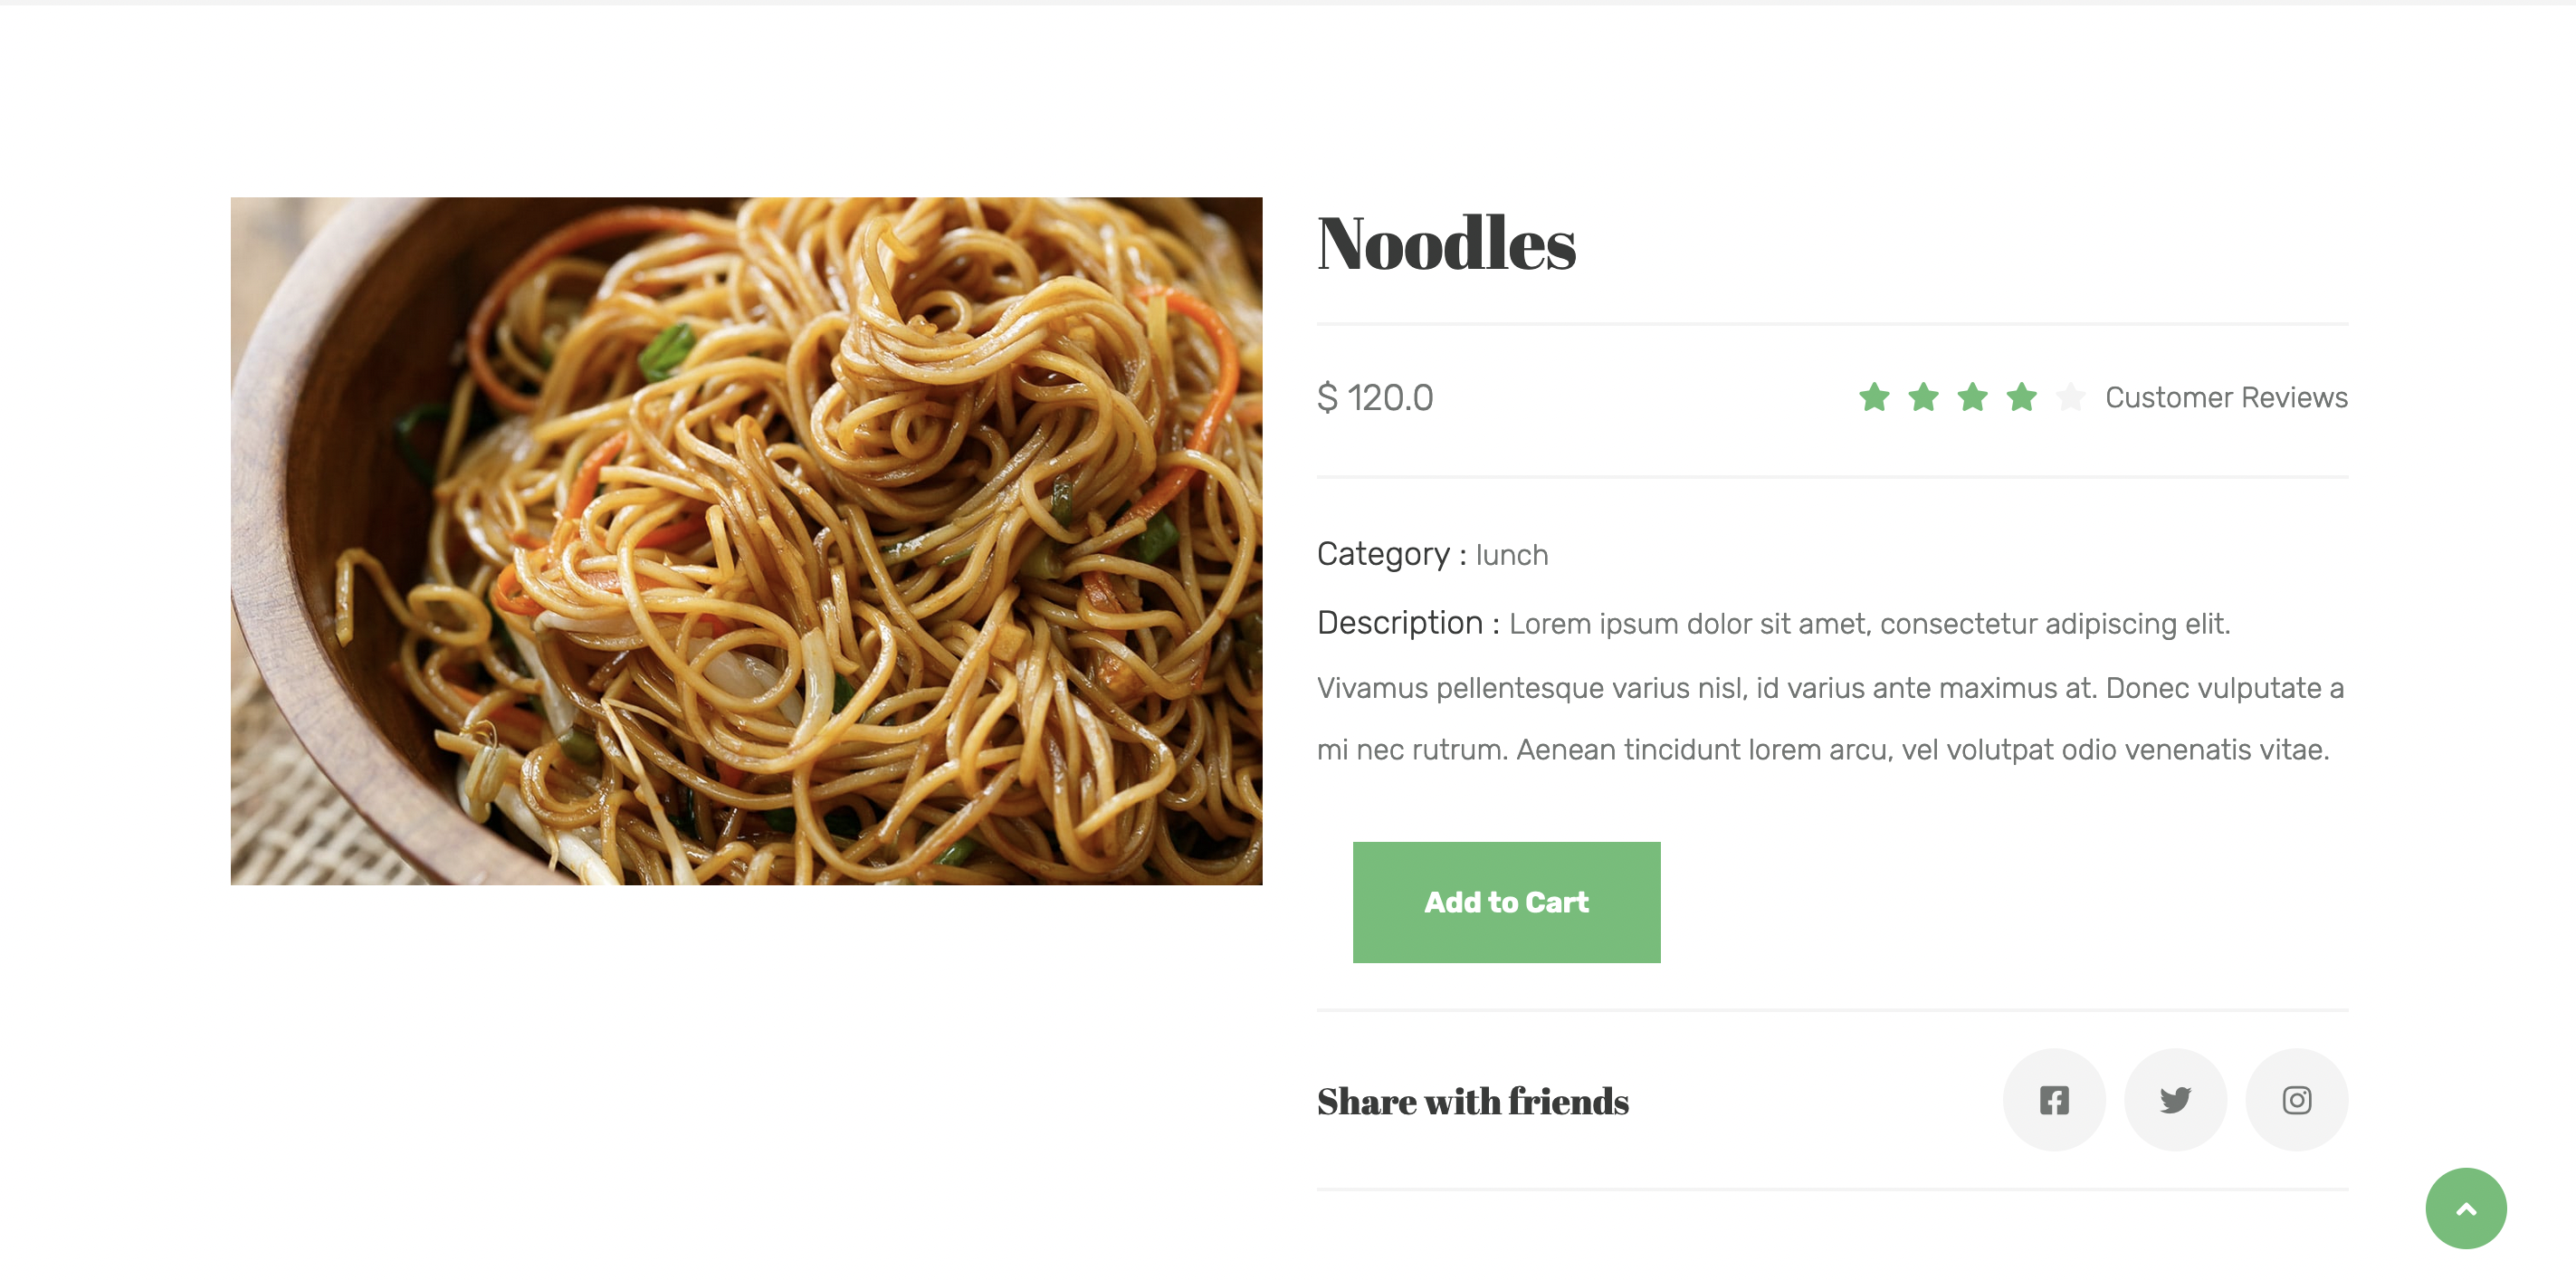 Noodles
$ 120.0
Customer Reviews
Category : lunch
Description : Lorem ipsum dolor sit amet, consectetur adipiscing elit.
Vivamus pellentesque varius nisl, id varius ante maximus at. Donec vulputate a
mi nec rutrum. Aenean tincidunt lorem arcu, vel volutpat odio venenatis vitae.
Add to Cart
Share with friends